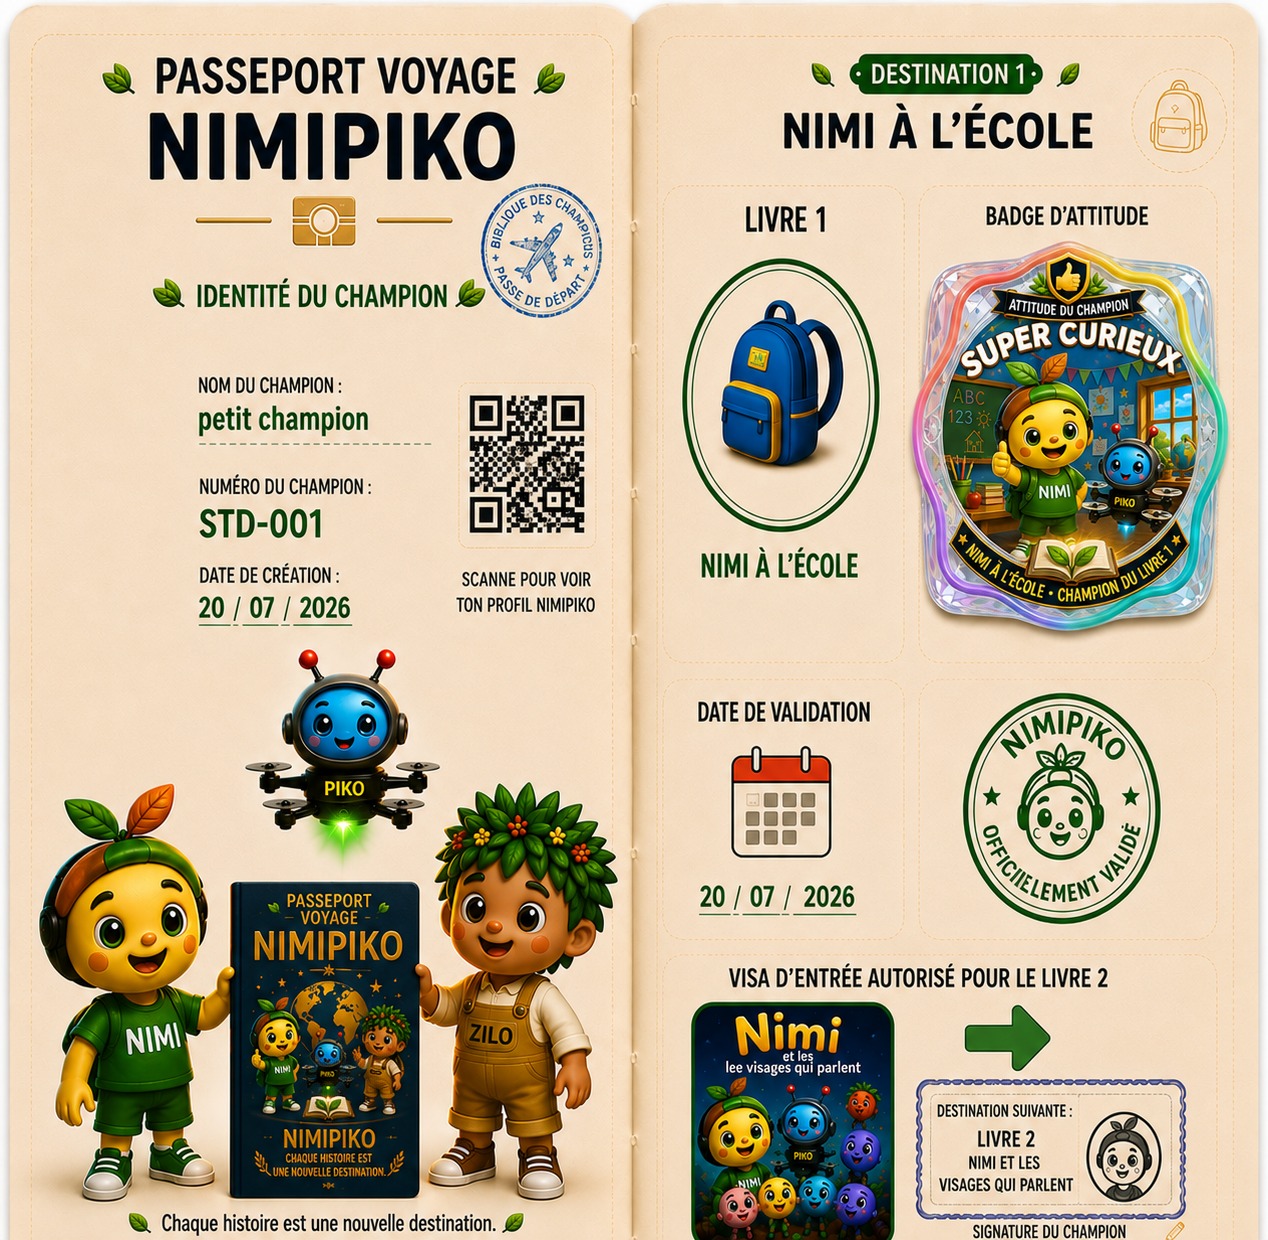 PASSEPORT VOYAGE
NIMIPIKO
BIBLIQUE DES CHAMPICUS
PASSE DE DÉPART
IDENTITÉ DU CHAMPION
NOM DU CHAMPION :
petit champion
NUMÉRO DU CHAMPION :
STD-001
DATE DE CRÉATION :
20 / 07 / 2026
SCANNE POUR VOIR
TON PROFIL NIMIPIKO
PIKO
NIMI
ZILO
PASSEPORT
VOYAGE
NIMIPIKO
NIMI
PIKO
NIMIPIKO
CHAQUE HISTOIRE EST
UNE NOUVELLE DESTINATION.
Chaque histoire est une nouvelle destination.
DESTINATION 1
NIMI À L'ÉCOLE
LIVRE 1
NIMI À L'ÉCOLE
BADGE D'ATTITUDE
ATTITUDE DU CHAMPION
SUPER CURIEUX
ABC
123
NIMI
PIKO
NIMI À L'ÉCOLE • CHAMPION DU LIVRE 1
DATE DE VALIDATION
20 / 07 / 2026
NIMIPIKO
OFFICIIELEMENT VALIDÉ
VISA D'ENTRÉE AUTORISÉ POUR LE LIVRE 2
Nimi
et les
lee visages qui parlent
PIKO
NIMI
DESTINATION SUIVANTE :
LIVRE 2
NIMI ET LES
VISAGES QUI PARLENT
SIGNATURE DU CHAMPION